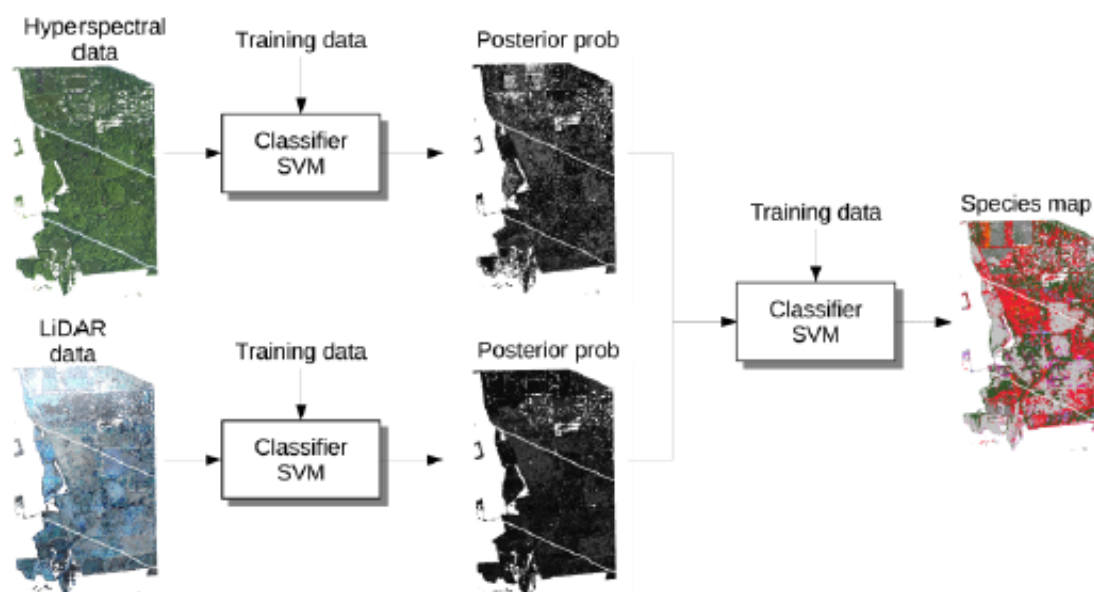 Hyperspectral
data
Training data
Posterior prob
Classifier
SVM
Training data
Species map
Classifier
SVM
LiDAR
data
Training data
Posterior prob
Classifier
SVM